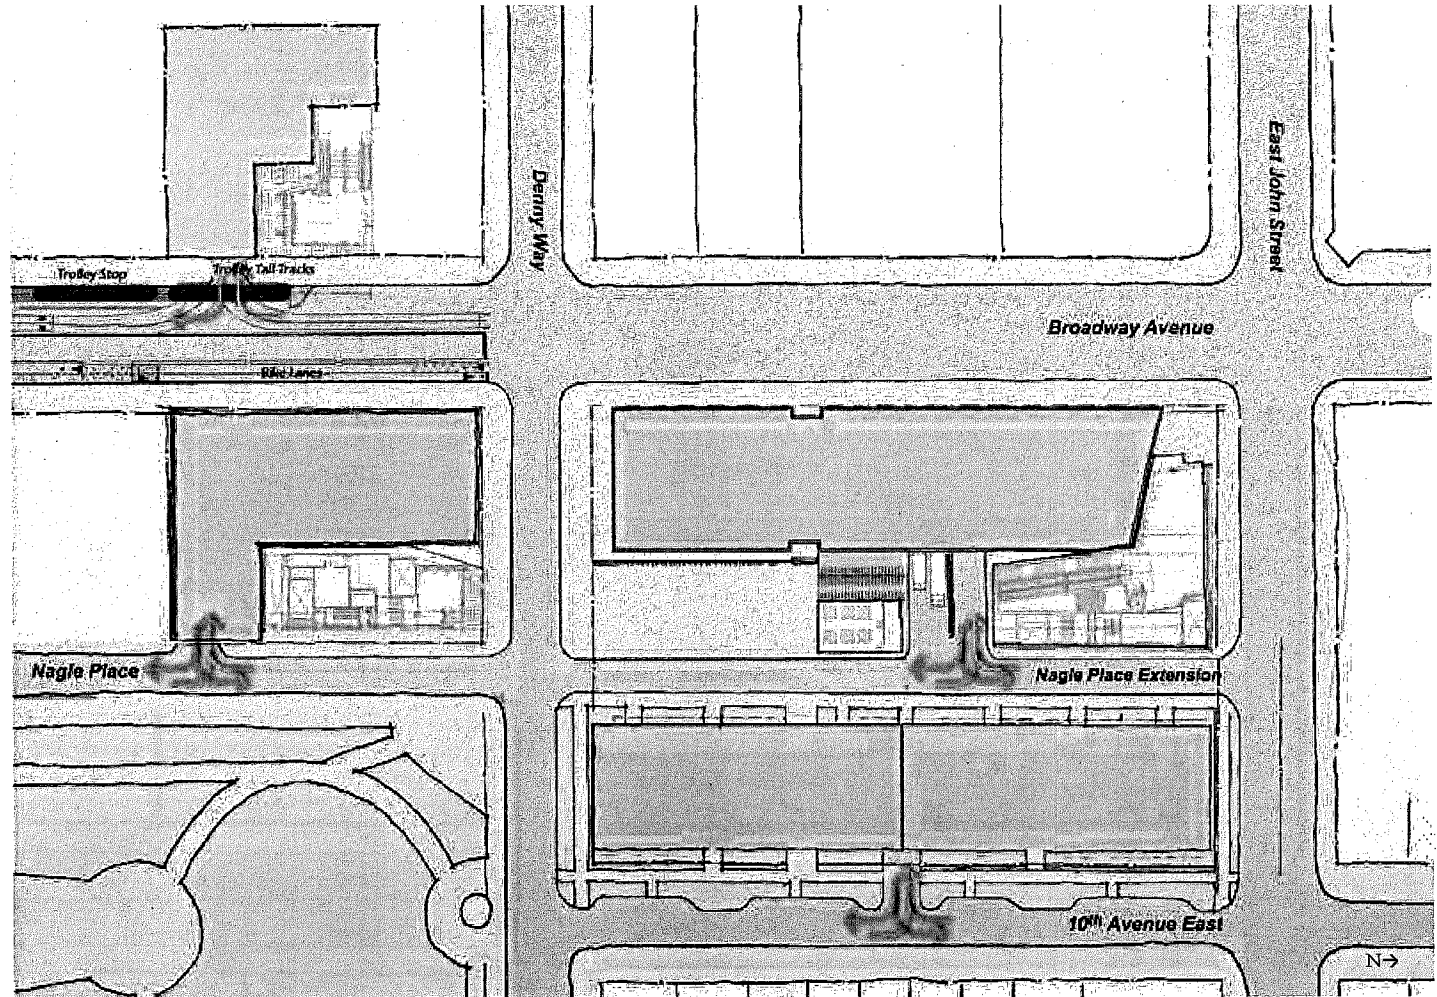 Denny Way
East John Street
Trolley Stop
Trolley Tail Tracks
Broadway Avenue
Bike Lanes
Nagle Place
Nagle Place Extension
10th Avenue East
N→